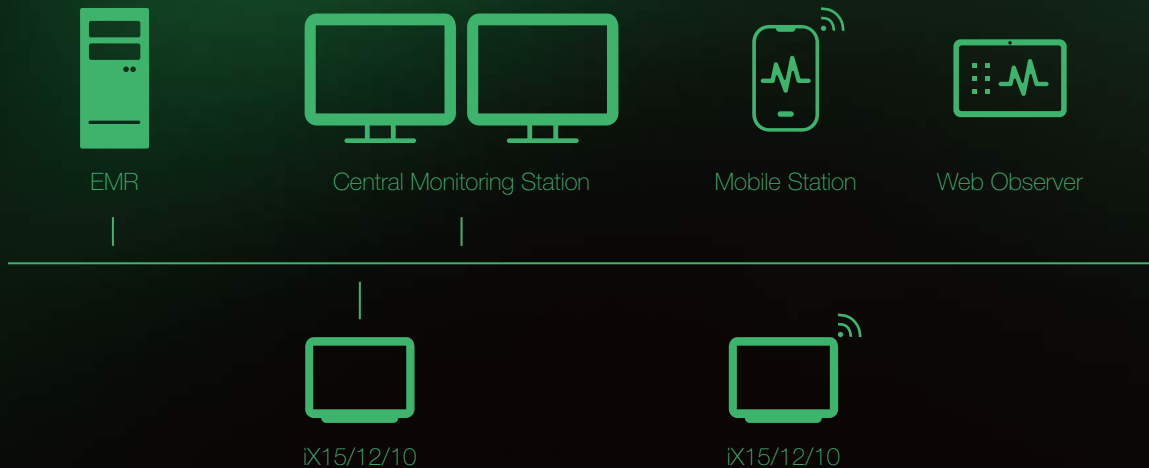 EMR
Central Monitoring Station
Mobile Station
Web Observer
iX15/12/10
iX15/12/10